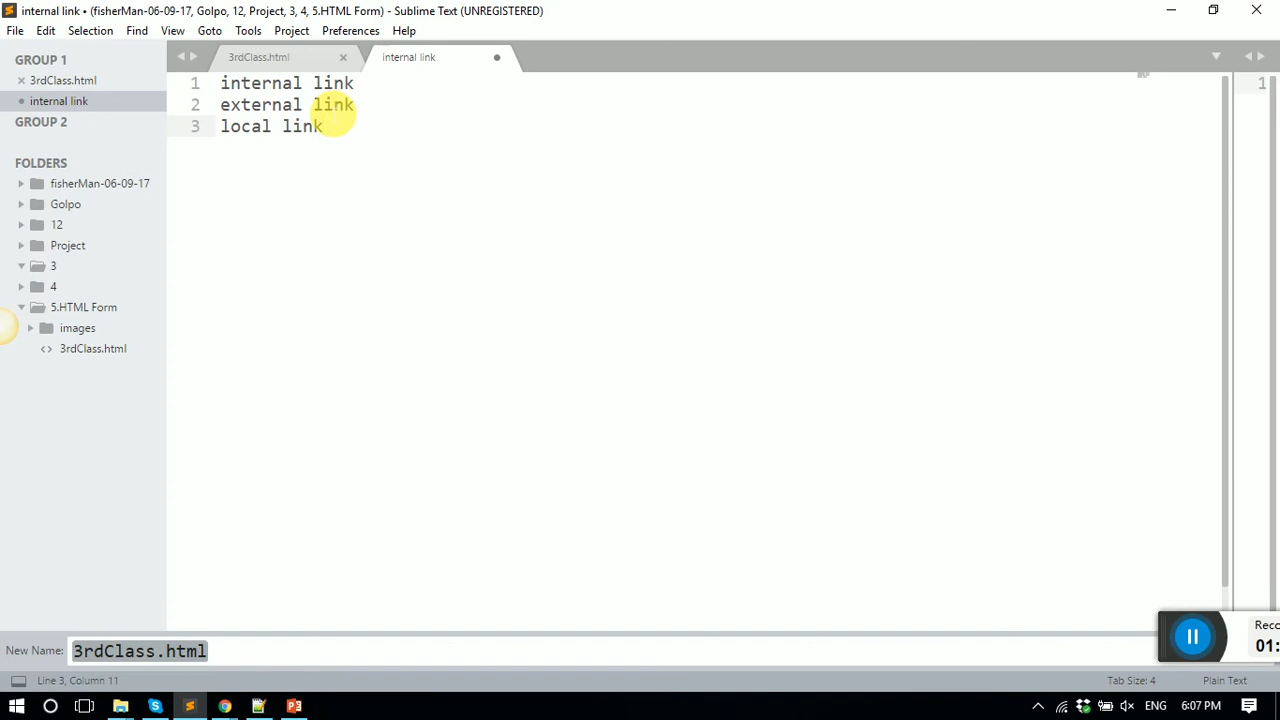 internal link • (fisherMan-06-09-17, Golpo, 12, Project, 3, 4, 5.HTML Form) - Sublime Text (UNREGISTERED)
File Edit Selection Find View Goto Tools Project Preferences Help
GROUP 1
3rdClass.html
internal link
GROUP 2
FOLDERS
fisherMan-06-09-17
Golpo
12
Project
3
4
5.HTML Form
images
<> 3rdClass.html
3rdClass.html
internal link
1 internal link
2 external link
3 local link
1
New Name: 3rdClass.html
Reco
01:
Line 3, Column 11
Tab Size: 4
Plain Text
ENG
6:07 PM